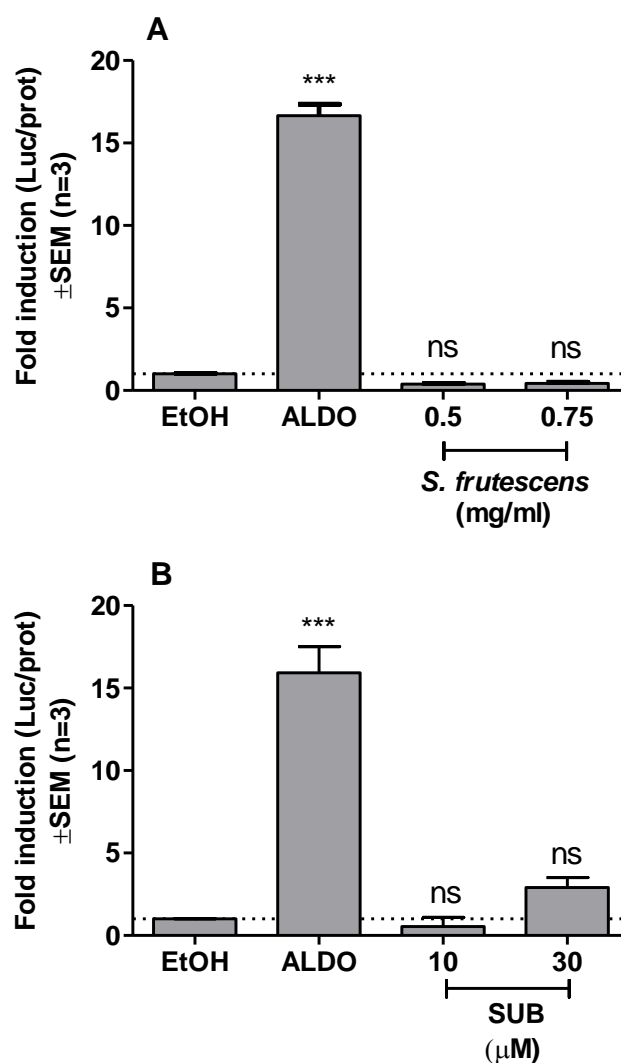 A
Fold induction (Luc/prot)
±SEM (n=3)
20
15
10
5
0
***
ns
ns
EtOH
ALDO
0.5
0.75
S. frutescens
(mg/ml)
B
Fold induction (Luc/prot)
±SEM (n=3)
20
15
10
5
0
***
ns
ns
EtOH
ALDO
10
30
SUB
(μM)